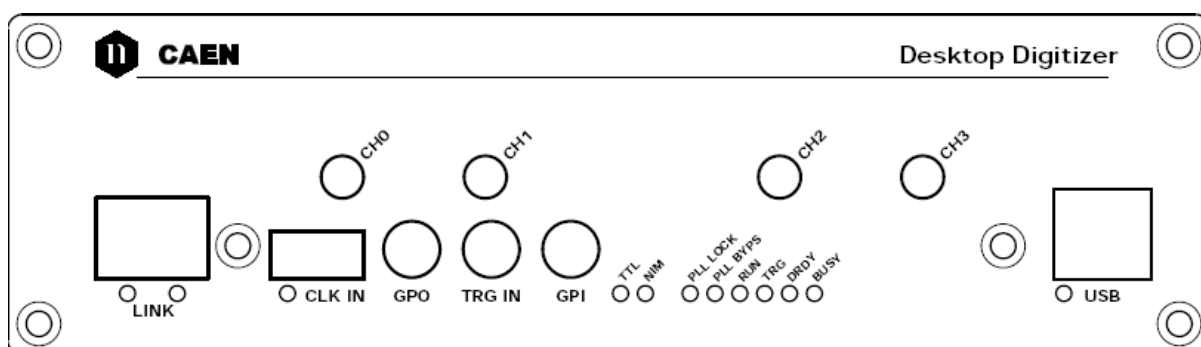 n CAEN Desktop Digitizer
CH0 CH1 CH2 CH3
TTL NIM PLL LOCK PLL BYPS RUN TRG DRDY BUSY
LINK CLK IN GPO TRG IN GPI USB